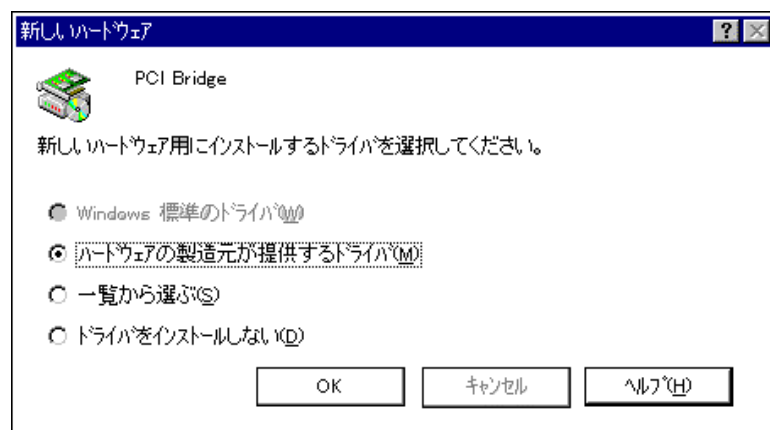 新しいハードウェア
PCI Bridge
新しいハードウェア用にインストールするドライバを選択してください。
Windows 標準のドライバ(W)
ハードウェアの製造元が提供するドライバ(M)
一覧から選ぶ(S)
ドライバをインストールしない(D)
OK キャンセル ヘルプ(H)